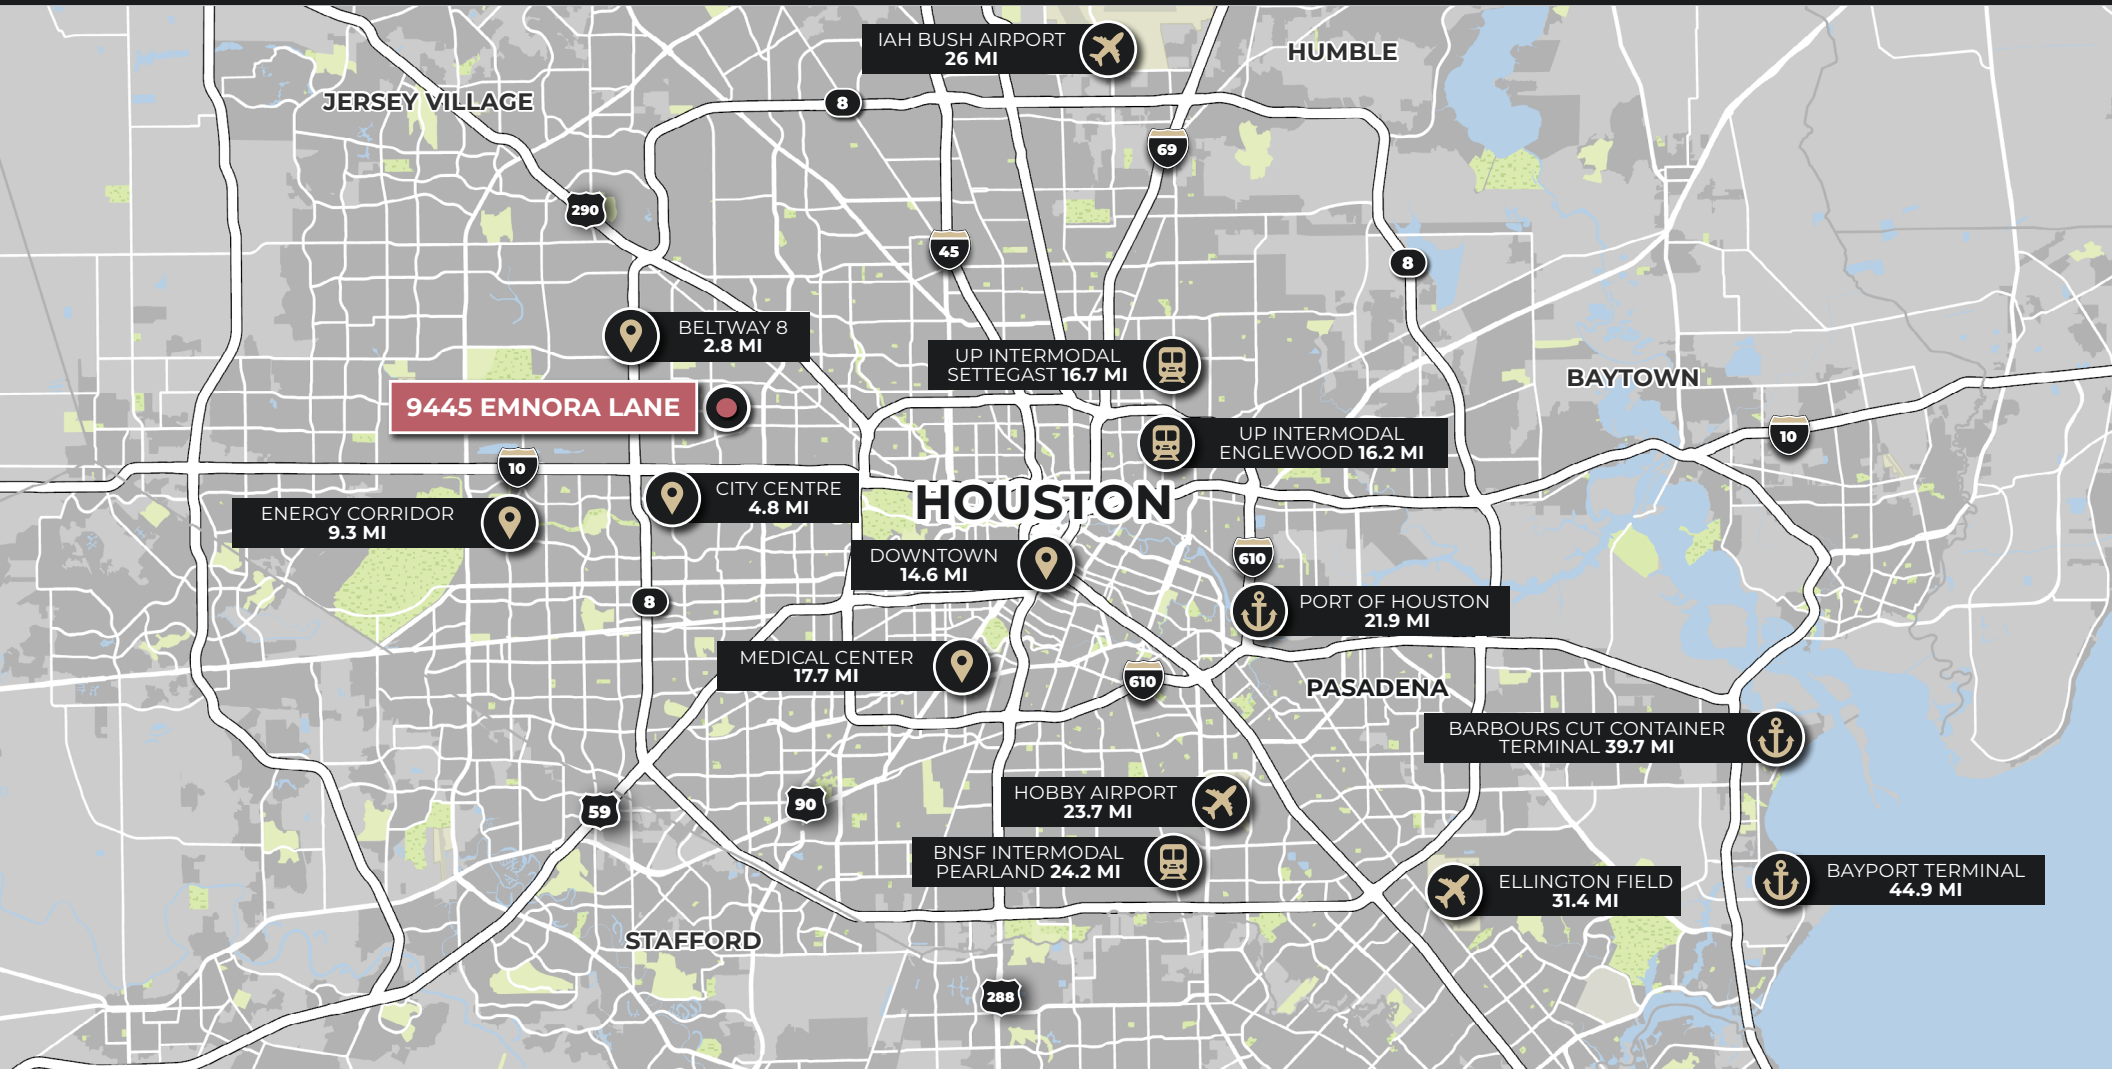 IAH BUSH AIRPORT
26 MI
HUMBLE
JERSEY VILLAGE
8
69
290
45
8
BELTWAY 8
2.8 MI
UP INTERMODAL
SETTEGAST 16.7 MI
BAYTOWN
9445 EMNORA LANE
UP INTERMODAL
ENGLEWOOD 16.2 MI
10
10
CITY CENTRE
4.8 MI
HOUSTON
ENERGY CORRIDOR
9.3 MI
DOWNTOWN
14.6 MI
610
8
PORT OF HOUSTON
21.9 MI
MEDICAL CENTER
17.7 MI
610
PASADENA
BARBOURS CUT CONTAINER
TERMINAL 39.7 MI
HOBBY AIRPORT
23.7 MI
90
59
BNSF INTERMODAL
PEARLAND 24.2 MI
ELLINGTON FIELD
31.4 MI
BAYPORT TERMINAL
44.9 MI
STAFFORD
288